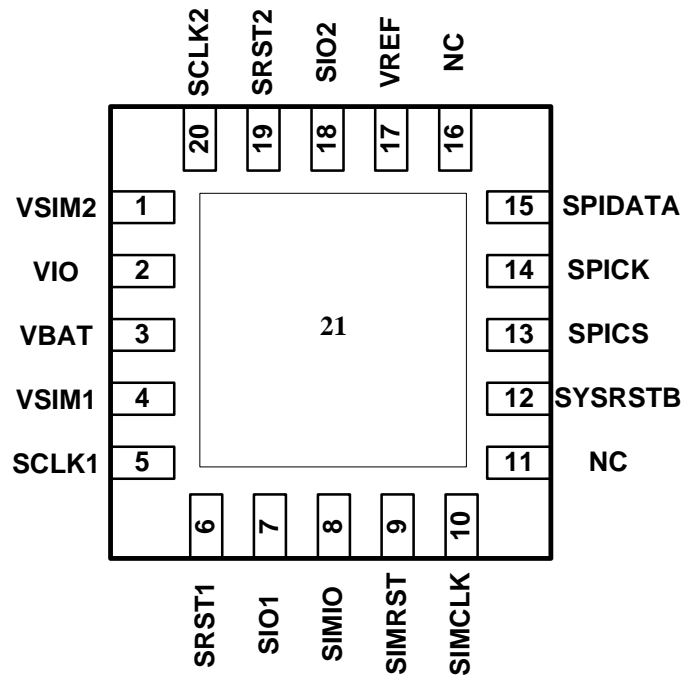 SCLK2
SRST2
SIO2
VREF
NC
20
19
18
17
16
VSIM2
1
15
SPIDATA
VIO
2
14
SPICK
VBAT
3
21
13
SPICS
VSIM1
4
12
SYSRSTB
SCLK1
5
11
NC
6
7
8
9
10
SRST1
SIO1
SIMIO
SIMRST
SIMCLK